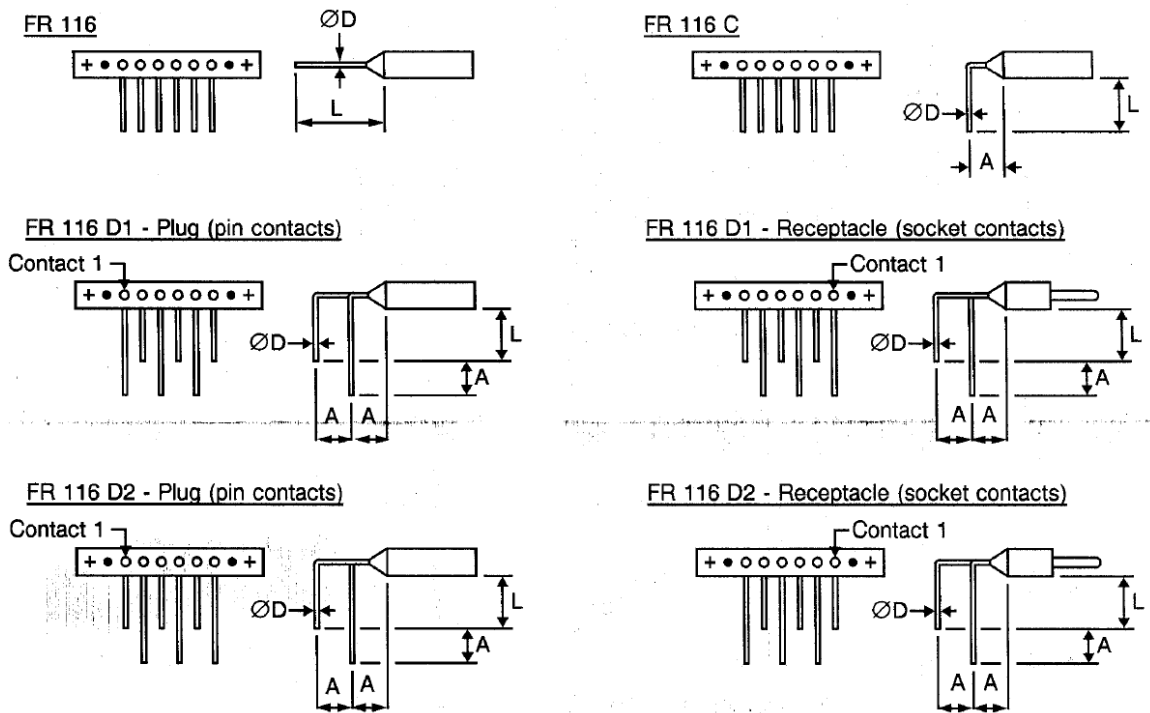 FR 116
ØD
L
FR 116 C
ØD
L
A
FR 116 D1 - Plug (pin contacts)
Contact 1
ØD
L
A
A A
FR 116 D1 - Receptacle (socket contacts)
Contact 1
ØD
L
A
A A
FR 116 D2 - Plug (pin contacts)
Contact 1
ØD
L
A
A A
FR 116 D2 - Receptacle (socket contacts)
Contact 1
ØD
L
A
A A